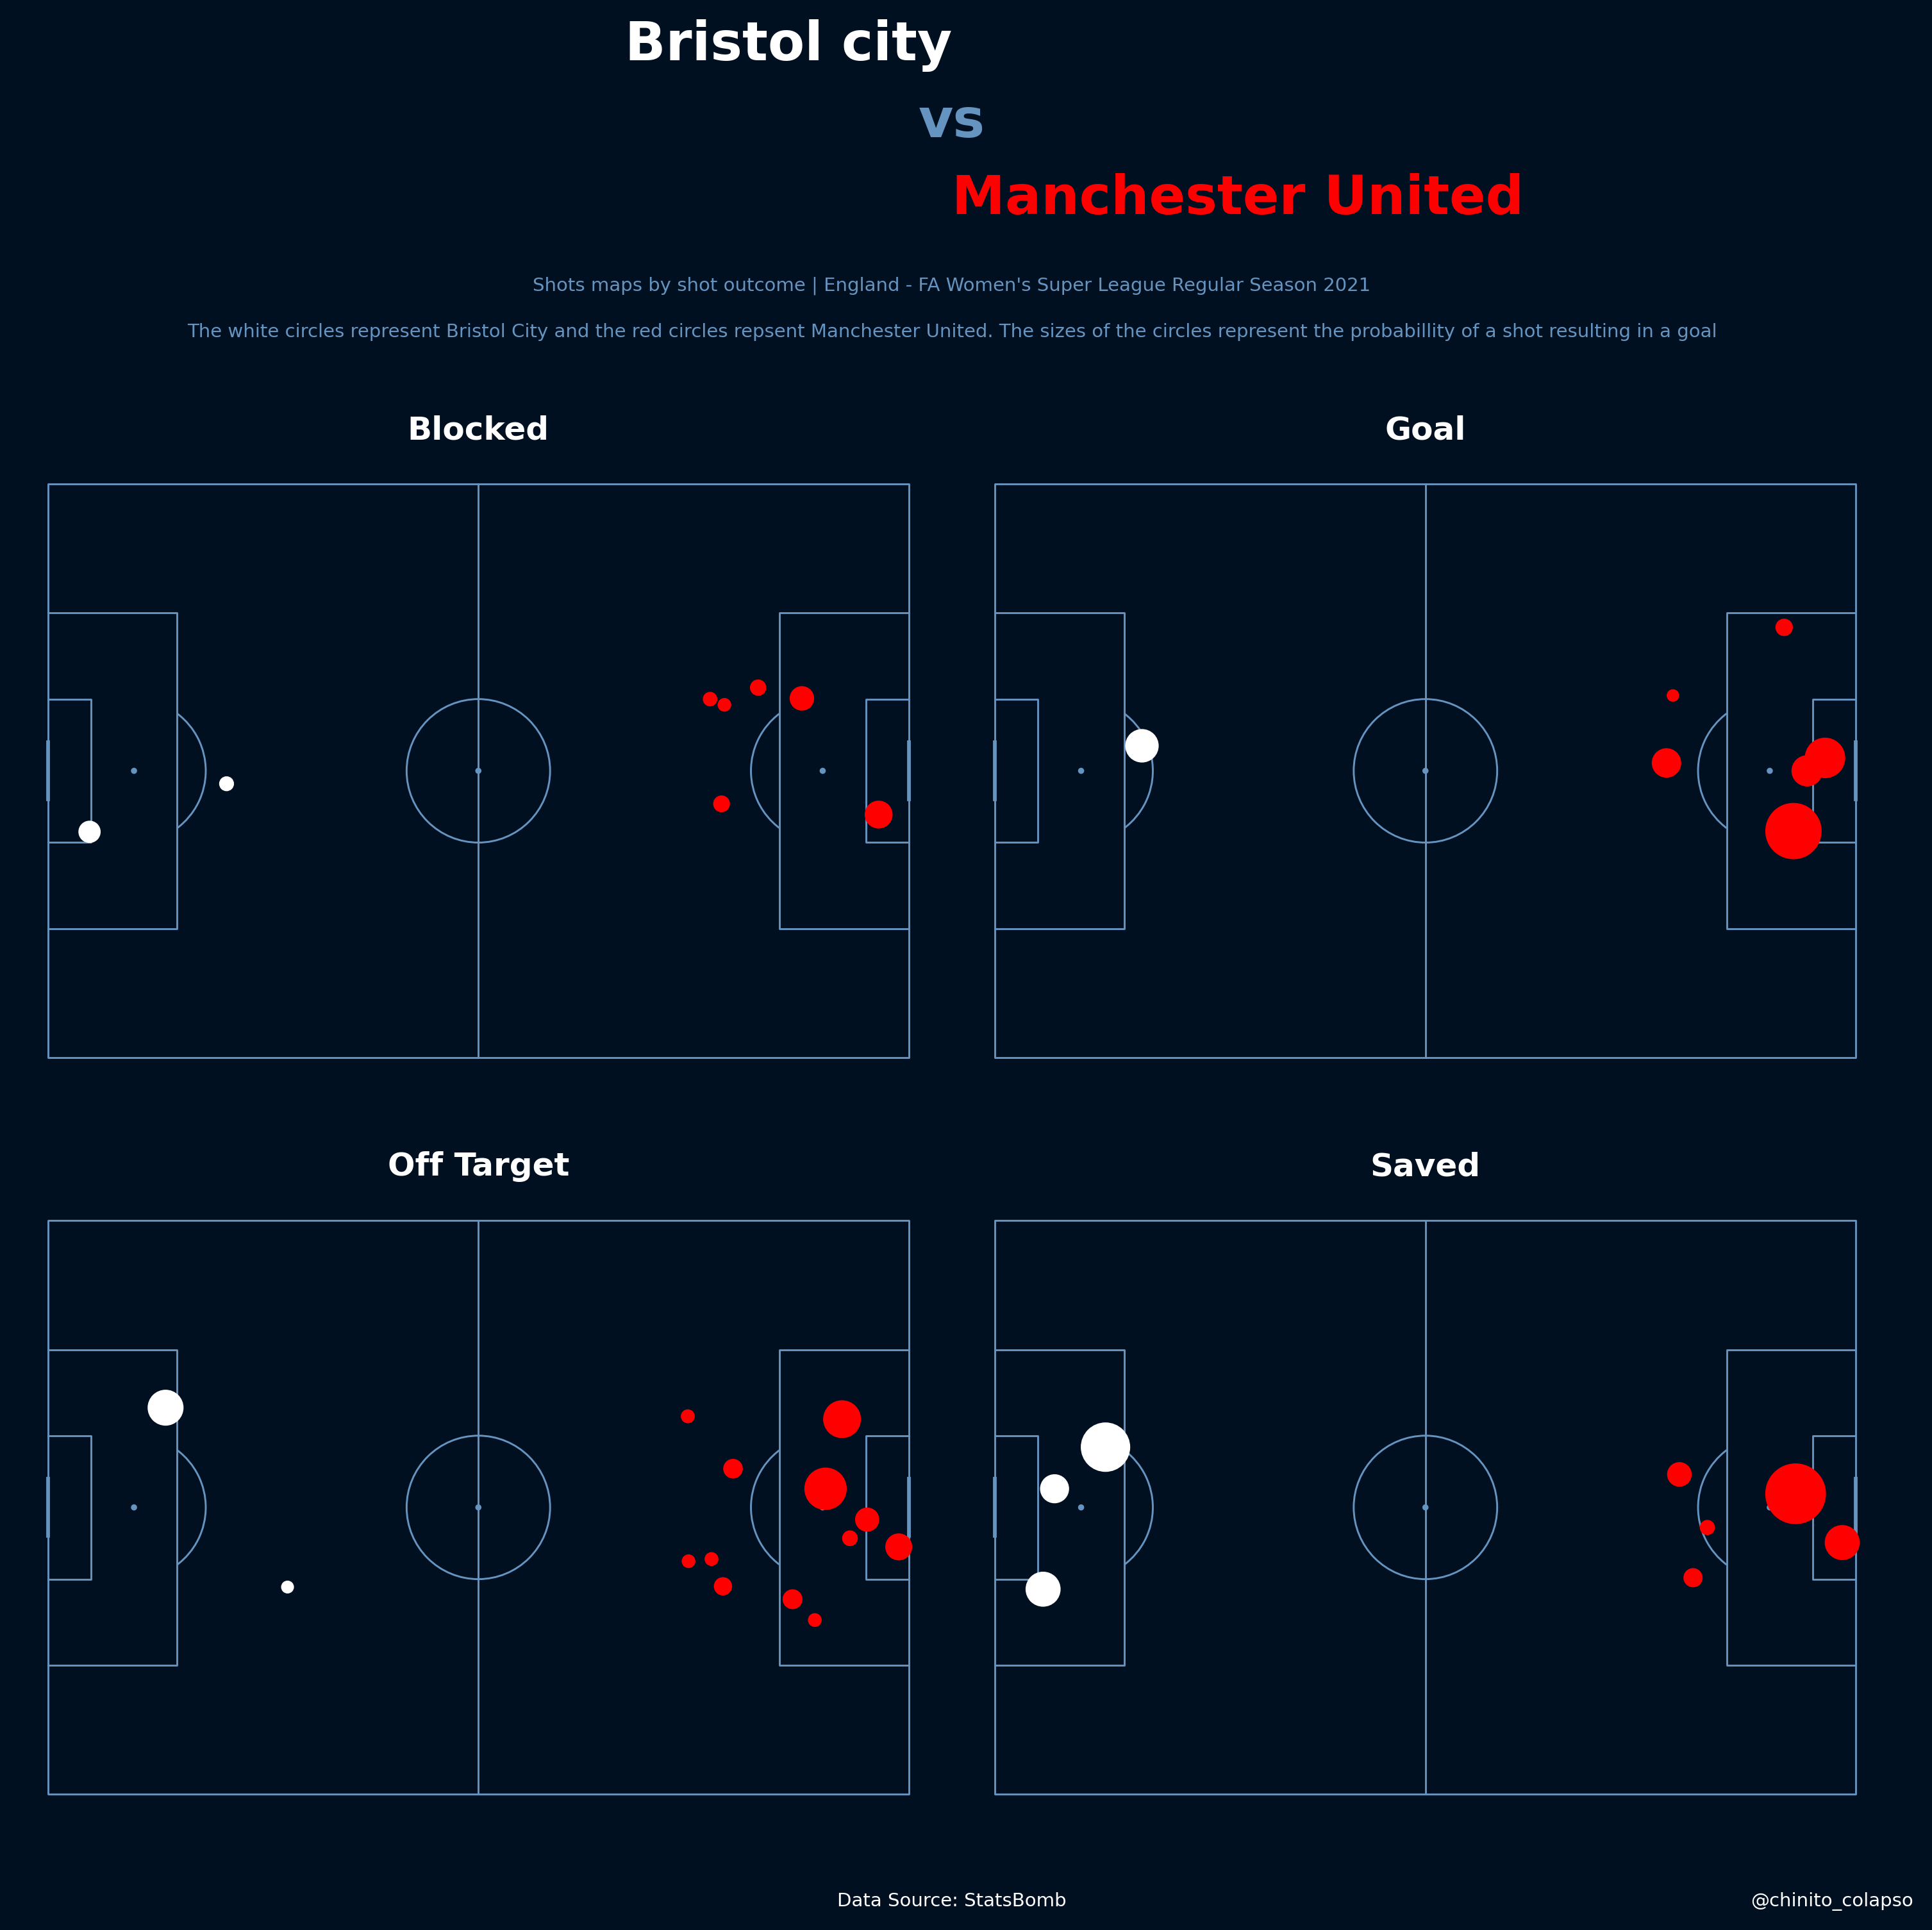 Bristol city
vs
Manchester United
Shots maps by shot outcome | England - FA Women's Super League Regular Season 2021
The white circles represent Bristol City and the red circles repsent Manchester United. The sizes of the circles represent the probabillity of a shot resulting in a goal
Blocked
Goal
Off Target
Saved
Data Source: StatsBomb
@chinito_colapso